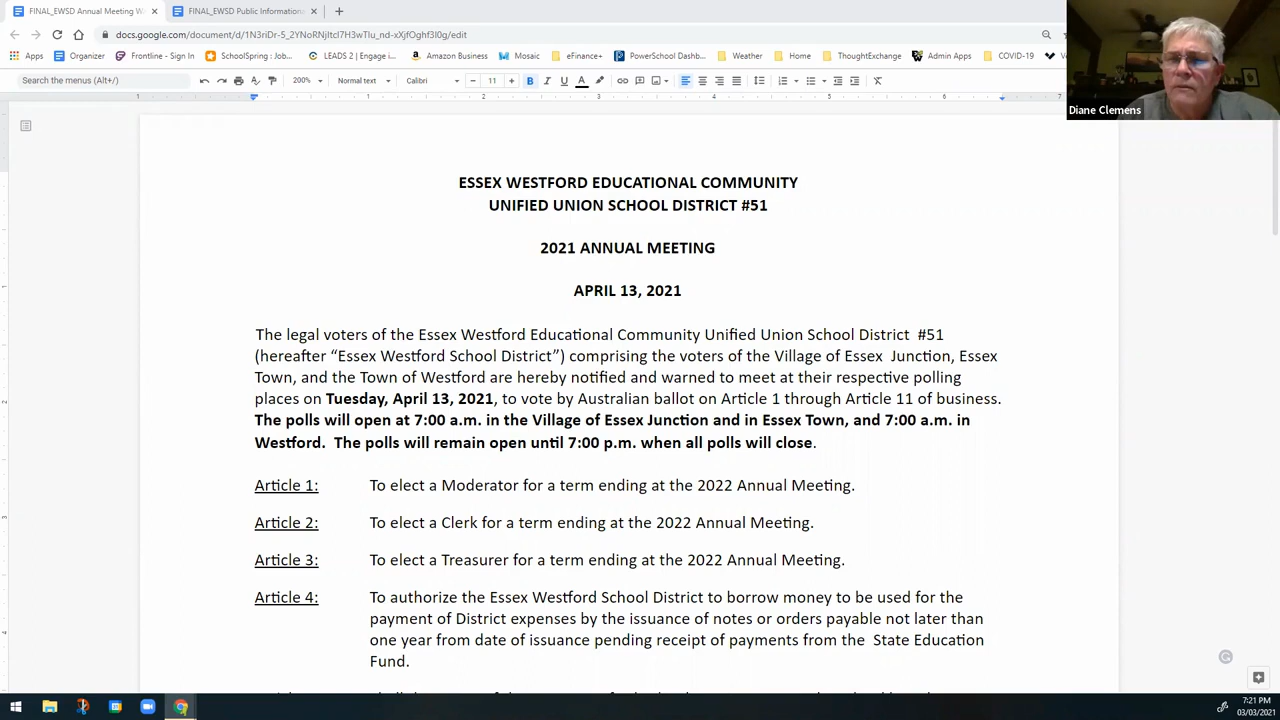 FINAL_EWSD Annual Meeting W
FINAL_EWSD Public Informationa
docs.google.com/document/d/1N3riDr-5_2YNoRNjItcl7H3wTlu_nd-xXjfOghf3I0g/edit
Apps
Organizer
Frontline - Sign In
SchoolSpring : Job...
LEADS 2 | Engage i...
Amazon Business
Mosaic
eFinance+
PowerSchool Dashb...
Weather
Home
ThoughtExchange
Admin Apps
COVID-19
Search the menus (Alt+/)
200%
Normal text
Calibri
11
Diane Clemens
ESSEX WESTFORD EDUCATIONAL COMMUNITY
UNIFIED UNION SCHOOL DISTRICT #51
2021 ANNUAL MEETING
APRIL 13, 2021
The legal voters of the Essex Westford Educational Community Unified Union School District #51
(hereafter “Essex Westford School District”) comprising the voters of the Village of Essex Junction, Essex
Town, and the Town of Westford are hereby notified and warned to meet at their respective polling
places on Tuesday, April 13, 2021, to vote by Australian ballot on Article 1 through Article 11 of business.
The polls will open at 7:00 a.m. in the Village of Essex Junction and in Essex Town, and 7:00 a.m. in
Westford. The polls will remain open until 7:00 p.m. when all polls will close.
Article 1: To elect a Moderator for a term ending at the 2022 Annual Meeting.
Article 2: To elect a Clerk for a term ending at the 2022 Annual Meeting.
Article 3: To elect a Treasurer for a term ending at the 2022 Annual Meeting.
Article 4: To authorize the Essex Westford School District to borrow money to be used for the
payment of District expenses by the issuance of notes or orders payable not later than
one year from date of issuance pending receipt of payments from the State Education
Fund.
7:21 PM
03/03/2021